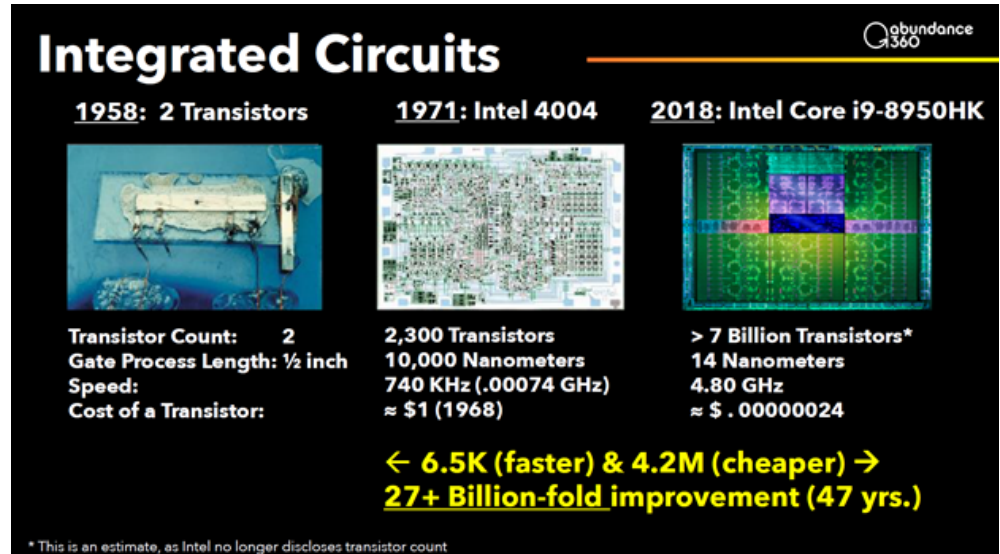 Integrated Circuits
abundance
360
1958: 2 Transistors
1971: Intel 4004
2018: Intel Core i9-8950HK
Transistor Count: 2
Gate Process Length: ½ inch
Speed:
Cost of a Transistor:
2,300 Transistors
10,000 Nanometers
740 KHz (.00074 GHz)
≈ $1 (1968)
> 7 Billion Transistors*
14 Nanometers
4.80 GHz
≈ $ . 00000024
← 6.5K (faster) & 4.2M (cheaper) →
27+ Billion-fold improvement (47 yrs.)
* This is an estimate, as Intel no longer discloses transistor count